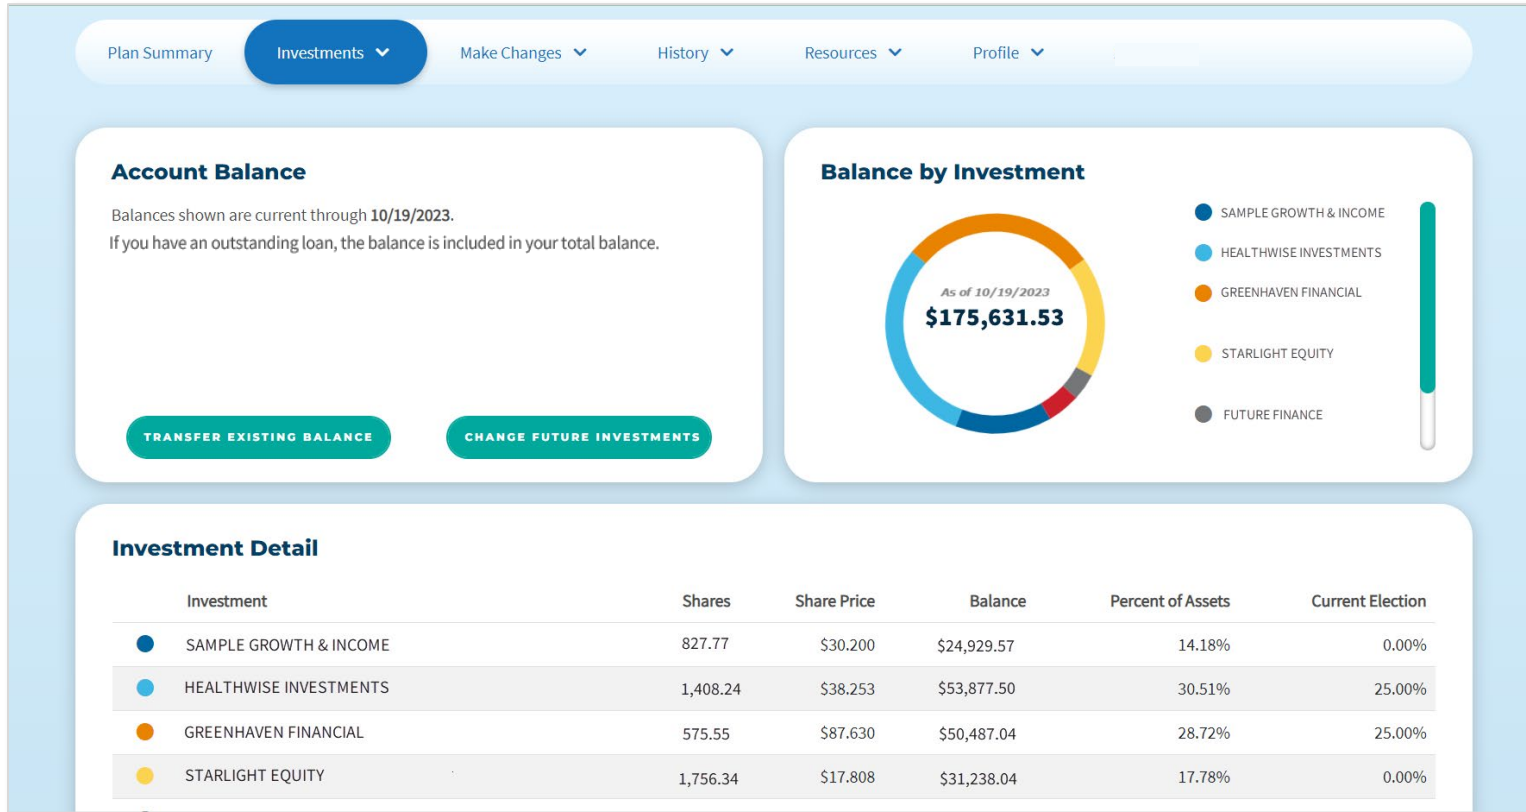 Plan Summary Investments Make Changes History Resources Profile
Account Balance
Balances shown are current through 10/19/2023.
If you have an outstanding loan, the balance is included in your total balance.
TRANSFER EXISTING BALANCE CHANGE FUTURE INVESTMENTS
Balance by Investment
As of 10/19/2023
$175,631.53
SAMPLE GROWTH & INCOME
HEALTHWISE INVESTMENTS
GREENHAVEN FINANCIAL
STARLIGHT EQUITY
FUTURE FINANCE
Investment Detail
Investment Shares Share Price Balance Percent of Assets Current Election
SAMPLE GROWTH & INCOME 827.77 $30.200 $24,929.57 14.18% 0.00%
HEALTHWISE INVESTMENTS 1,408.24 $38.253 $53,877.50 30.51% 25.00%
GREENHAVEN FINANCIAL 575.55 $87.630 $50,487.04 28.72% 25.00%
STARLIGHT EQUITY 1,756.34 $17.808 $31,238.04 17.78% 0.00%